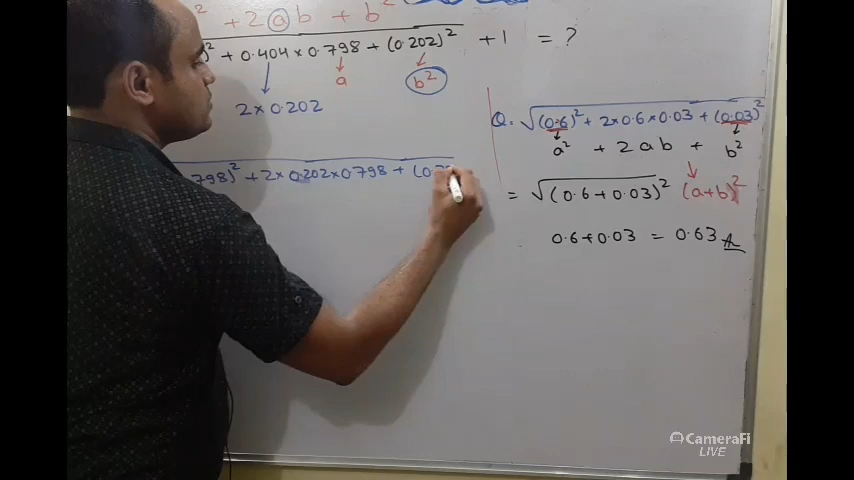 ² + 2ab + b²
)² + 0.404 × 0.798 + (0.202)² + 1 = ?
a
b²
2 × 0.202
798)² + 2 × 0.202 × 0.798 + (0.
Q. √(0.6)² + 2×0.6×0.03 + (0.03)²
a² + 2ab + b²
= √(0.6+0.03)² (a+b)²
0.6+0.03 = 0.63
CameraFi
LIVE